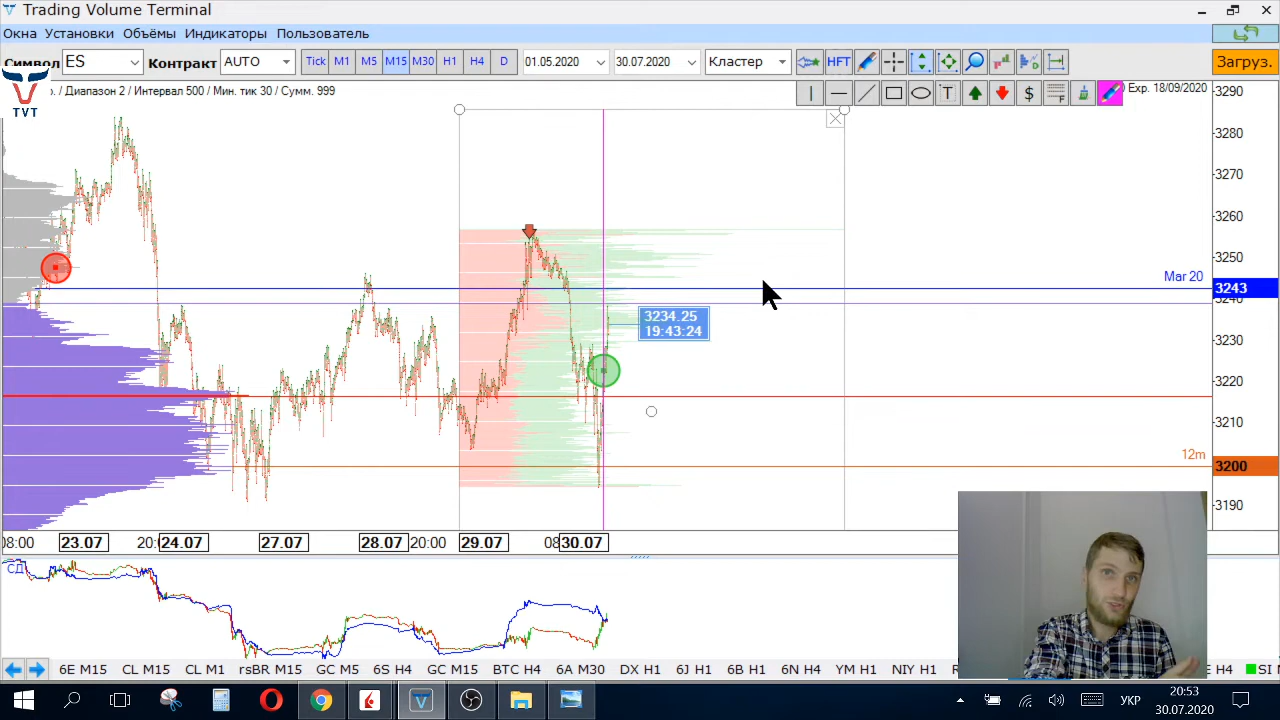 Trading Volume Terminal
Окна Установки Объёмы Индикаторы Пользователь
Символ ES Контракт AUTO Tick M1 M5 M15 M30 H1 H4 D 01.05.2020 30.07.2020 Кластер HFT Загруз.
/ Диапазон 2 / Интервал 500 / Мин. тик 30 / Сумм. 999
T $ F Exp. 18/09/2020
TVT
3290
3280
3270
3260
3250
Mar 20 3243
3240
3234.25
19:43:24
3230
3220
3210
12m 3200
3190
08:00 23.07 20: 24.07 27.07 28.07 20:00 29.07 08 30.07
СД
6E M15 CL M15 CL M1 rsBR M15 GC M5 6S H4 GC M15 BTC H4 6A M30 DX H1 6J H1 6B H1 6N H4 YM H1 NIY H1 E H4 SI
УКР 20:53
30.07.2020